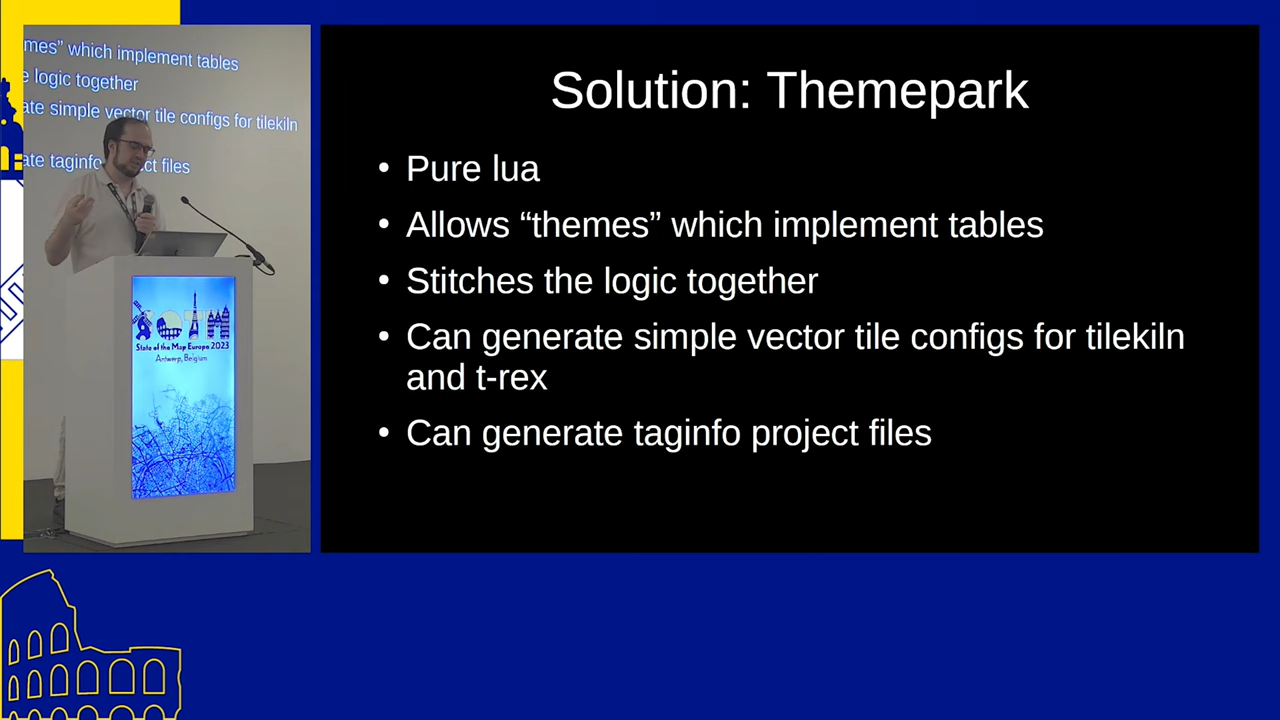 mes” which implement tables
e logic together
ate simple vector tile configs for tilekiln
ate taginfo project files
SOTM
State of the Map Europe 2023
Antwerp, Belgium
Solution: Themepark
• Pure lua
• Allows “themes” which implement tables
• Stitches the logic together
• Can generate simple vector tile configs for tilekiln
and t-rex
• Can generate taginfo project files